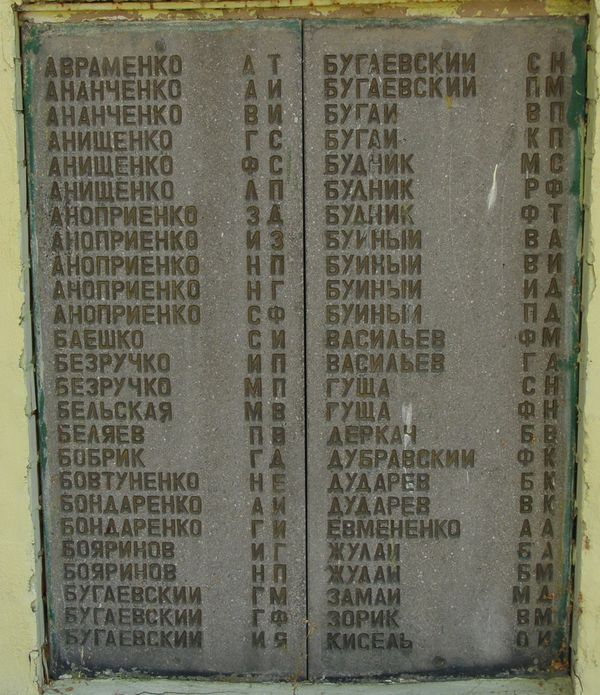 АВРАМЕНКО А Т
АНАНЧЕНКО А И
АНАНЧЕНКО В И
АНИЩЕНКО Г С
АНИЩЕНКО Ф С
АНИЩЕНКО А П
АНОПРИЕНКО З А
АНОПРИЕНКО И З
АНОПРИЕНКО Н П
АНОПРИЕНКО Н Г
АНОПРИЕНКО С Ф
БАЕШКО С И
БЕЗРУЧКО И П
БЕЗРУЧКО М П
БЕЛЬСКАЯ М В
БЕЛЯЕВ П В
БОБРИК Г Д
БОВТУНЕНКО Н Е
БОНДАРЕНКО А И
БОНДАРЕНКО Г И
БОЯРИНОВ И Г
БОЯРИНОВ Н П
БУГАЕВСКИЙ Г М
БУГАЕВСКИЙ Г Ф
БУГАЕВСКИЙ И Я
БУГАЕВСКИЙ С Н
БУГАЕВСКИЙ П М
БУГАЙ В П
БУГАЙ К П
БУДНИК М С
БУДНИК Р Ф
БУДНИК Ф Т
БУЙНЫЙ В А
БУЙНЫЙ В И
БУЙНЫЙ И Д
БУЙНЫЙ П Д
ВАСИЛЬЕВ Ф М
ВАСИЛЬЕВ Г А
ГУЩА С Н
ГУЩА Ф Н
ДЕРКАЧ Б В
ДУБРАВСКИЙ Ф К
ДУДАРЕВ Б К
ДУДАРЕВ В К
ЕВМЕНЕНКО А А
ЖУЛАЙ Б А
ЖУЛАЙ Б М
ЗАМАЙ М Д
ЗОРИК В М
КИСЕЛЬ О И